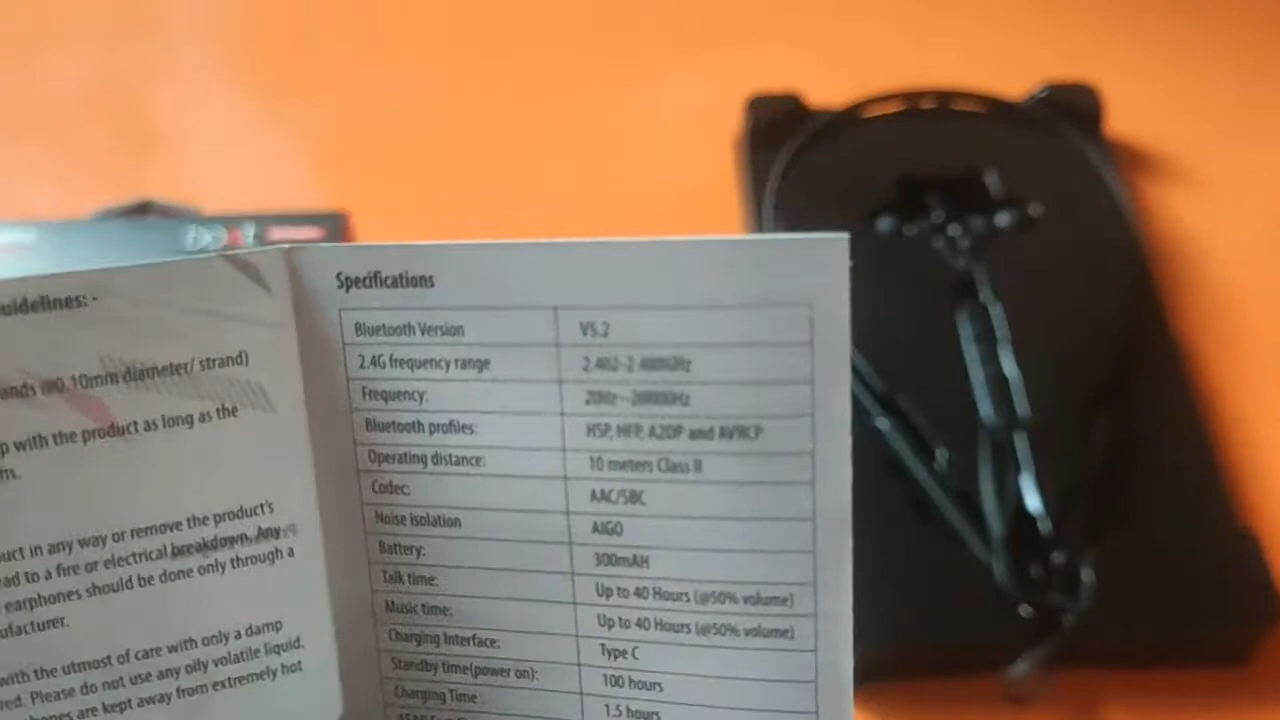 uidelines: -
ands @0.10mm diameter/ strand)
p with the product as long as the
m.
uct in any way or remove the product's
ad to a fire or electrical breakdown. Any
earphones should be done only through a
ufacturer.
with the utmost of care with only a damp
red. Please do not use any oily volatile liquid.
hones are kept away from extremely hot
Specifications
Bluetooth Version V5.2
2.4G frequency range
Frequency:
Bluetooth profiles: HSP, HFP, A2DP and AVRCP
Operating distance: 10 meters Class II
Codec: AAC/SBC
Noise isolation AIGO
Battery: 300mAH
Talk time: Up to 40 Hours (@50% volume)
Music time: Up to 40 Hours (@50% volume)
Charging Interface: Type C
Standby time(power on): 100 hours
Charging Time 1.5 hours